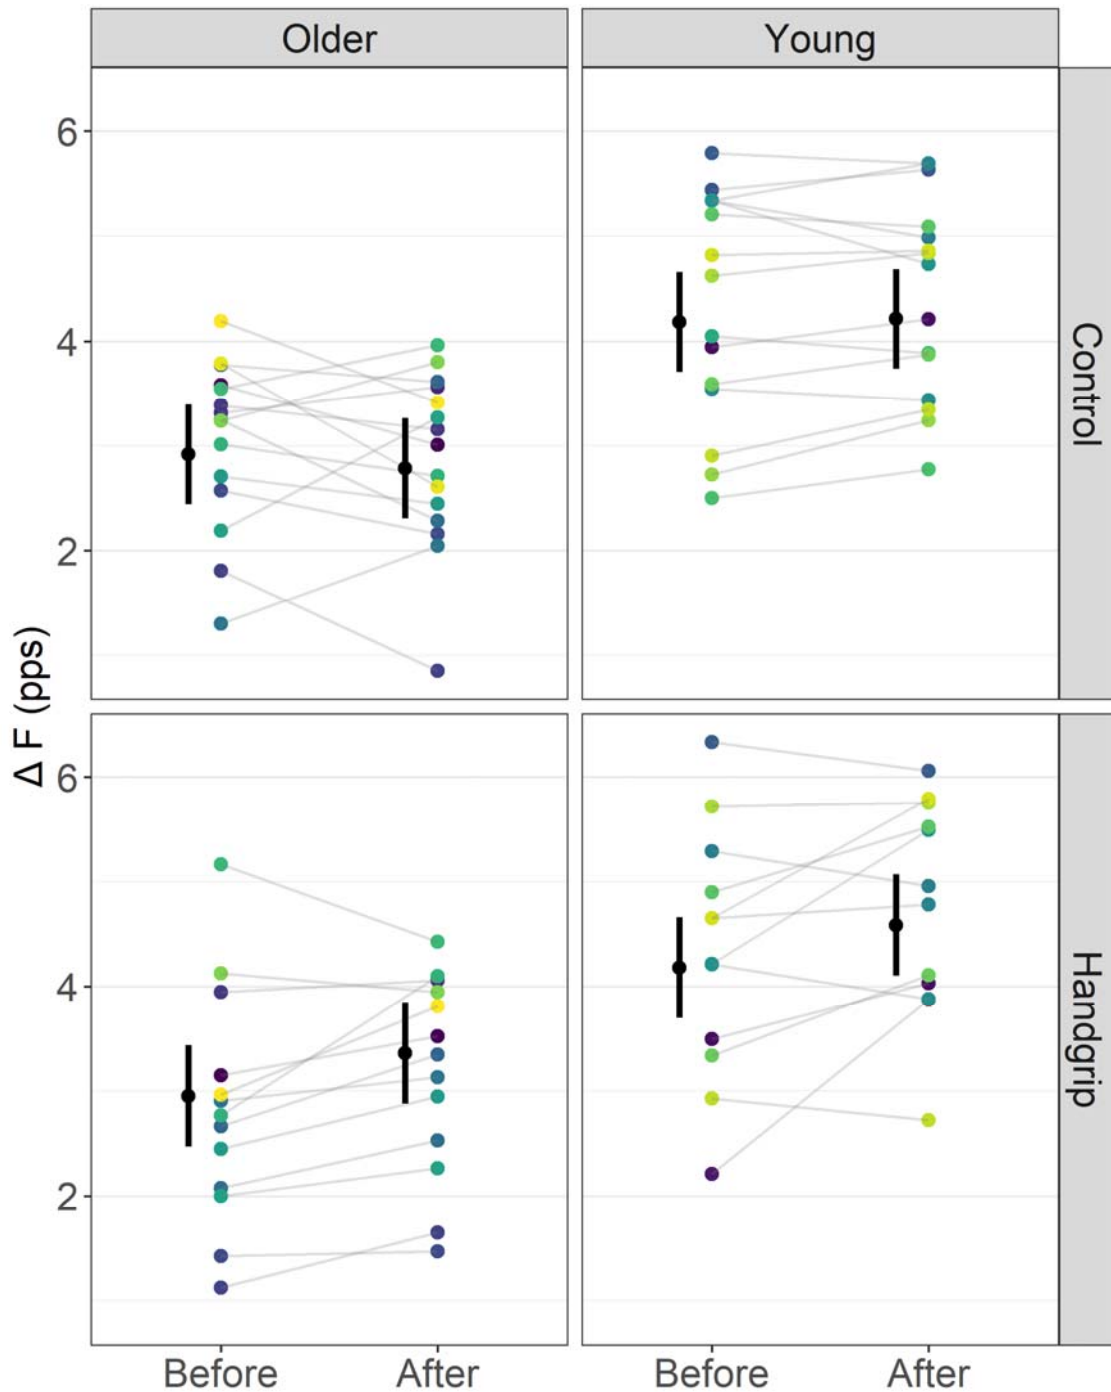 Older
Young
6
4
2
Control
Δ F (pps)
6
4
2
Handgrip
Before
After
Before
After